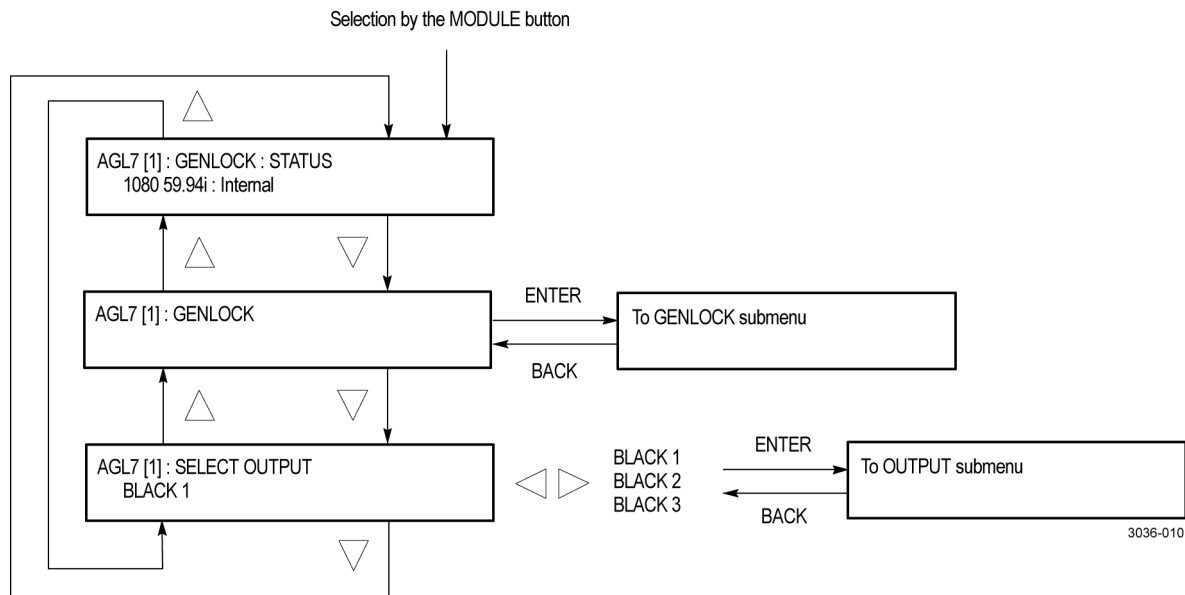 Selection by the MODULE button
AGL7 [1] : GENLOCK : STATUS
1080 59.94i : Internal
AGL7 [1] : GENLOCK
ENTER
BACK
To GENLOCK submenu
AGL7 [1] : SELECT OUTPUT
BLACK 1
BLACK 1
BLACK 2
BLACK 3
ENTER
BACK
To OUTPUT submenu
3036-010